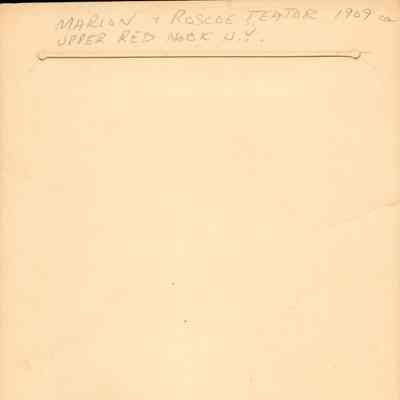 MARION + ROSCOE TEATOR 1909 ca
UPPER RED HOOK N.Y.